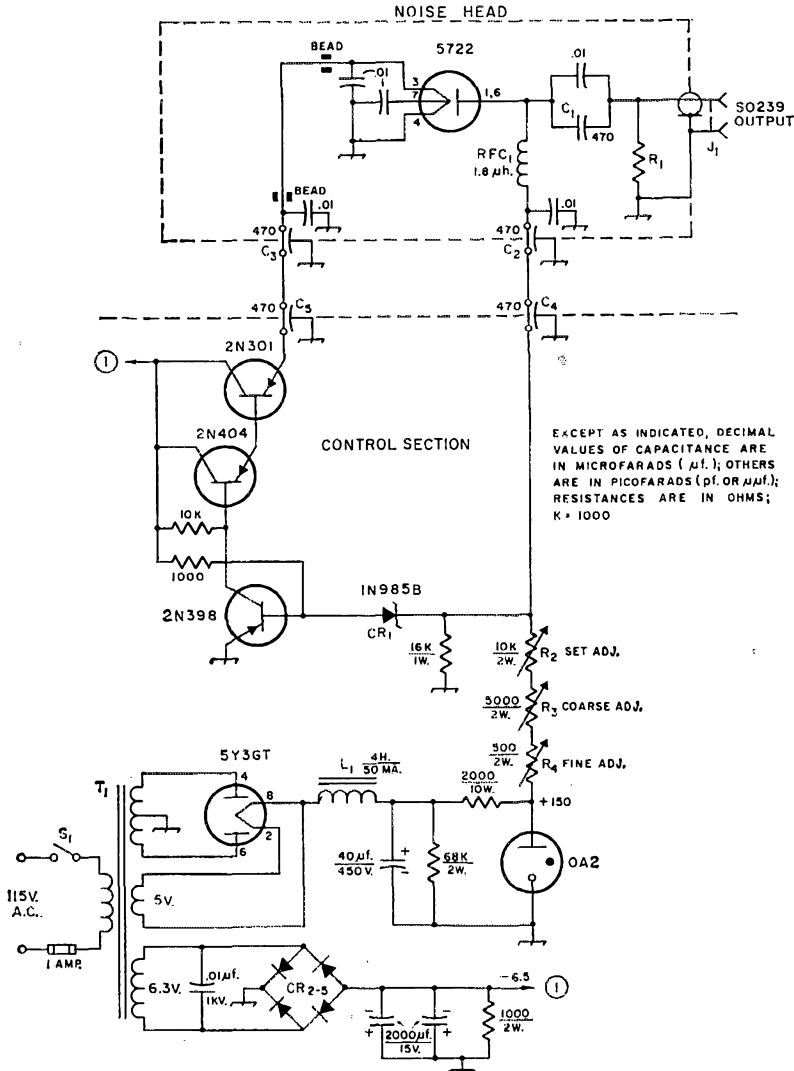 NOISE HEAD
BEAD
5722
.01
.01
3
7
4
1,6
C1
470
SO239
OUTPUT
J1
RFC1
1.8 µh.
R1
BEAD
.01
.01
470
C3
470
C2
470
C5
470
C4
2N301
1
2N404
CONTROL SECTION
EXCEPT AS INDICATED, DECIMAL
VALUES OF CAPACITANCE ARE
IN MICROFARADS ( µf.); OTHERS
ARE IN PICOFARADS (pf. OR µµf.);
RESISTANCES ARE IN OHMS;
K = 1000
10K
1000
1N985B
2N398
CR1
16K
1W.
10K
2W.
R2 SET ADJ.
5000
2W.
R3 COARSE ADJ.
500
2W.
R4 FINE ADJ.
5Y3GT
L1 4H.
50 MA.
T1
4
8
2
6
2000
10W.
+150
S1
40µf.
450V.
68K
2W.
OA2
115V.
A.C.
5V.
1 AMP.
6.3V.
.01µf.
1KV.
CR2-5
-6.5
1
2000µf.
15V.
1000
2W.